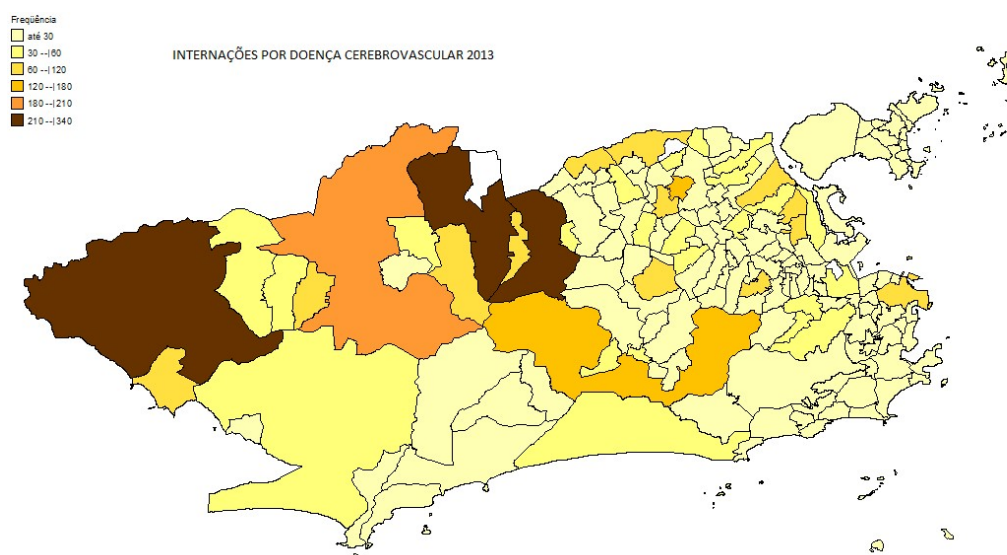 Freqüência
até 30
30 --| 60
60 --| 120
120 --| 180
180 --| 210
210 --| 340
INTERNAÇÕES POR DOENÇA CEREBROVASCULAR 2013